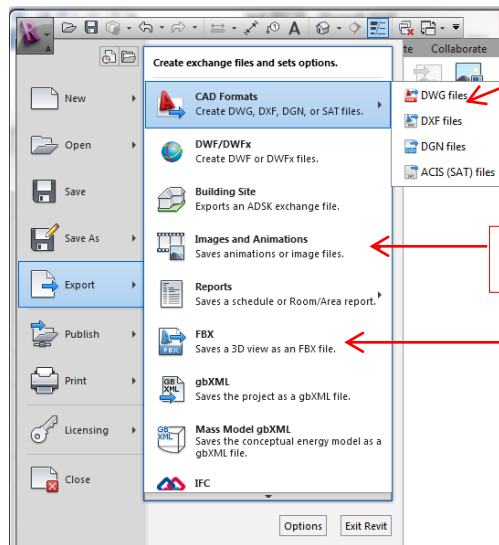 A
te
Collaborate
Create exchange files and sets options.
New
Open
Save
Save As
Export
Publish
Print
Licensing
Close
CAD Formats
Create DWG, DXF, DGN, or SAT files.
DWF/DWFx
Create DWF or DWFx files.
Building Site
Exports an ADSK exchange file.
Images and Animations
Saves animations or image files.
Reports
Saves a schedule or Room/Area report.
FBX
FBX
Saves a 3D view as an FBX file.
GB
XML
gbXML
Saves the project as a gbXML file.
GB
XML
Mass Model gbXML
Saves the conceptual energy model as a
gbXML file.
IFC
DWG files
DXF files
DGN files
ACIS (SAT) files
Options
Exit Revit